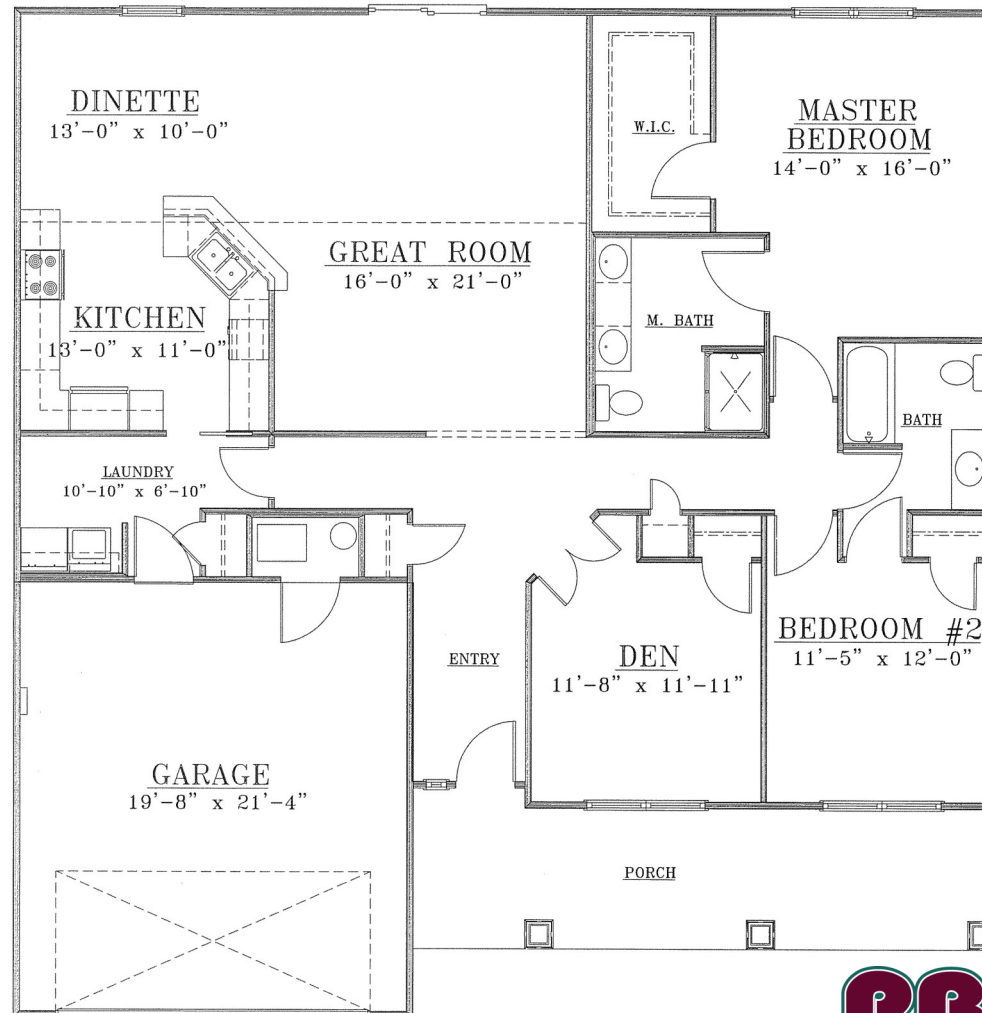 DINETTE
13'-0" x 10'-0"
W.I.C.
MASTER
BEDROOM
14'-0" x 16'-0"
GREAT ROOM
16'-0" x 21'-0"
KITCHEN
13'-0" x 11'-0"
M. BATH
BATH
LAUNDRY
10'-10" x 6'-10"
ENTRY
DEN
11'-8" x 11'-11"
BEDROOM #2
11'-5" x 12'-0"
GARAGE
19'-8" x 21'-4"
PORCH